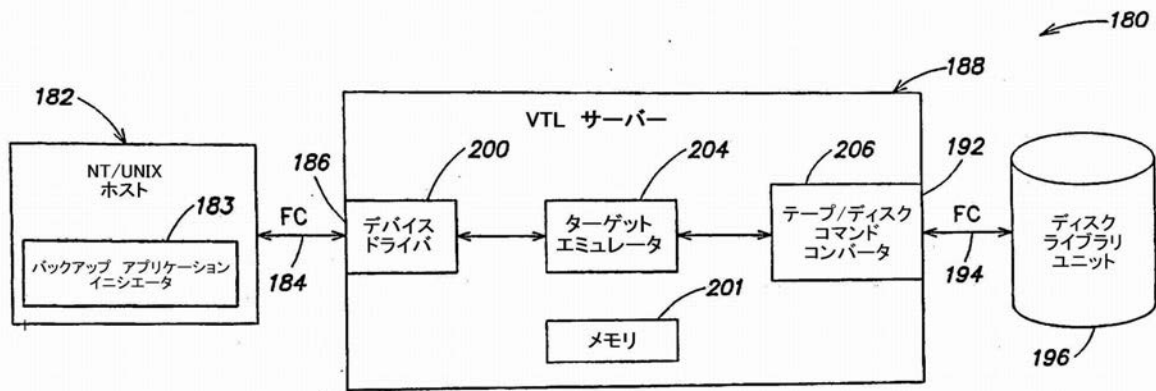 180
182
NT/UNIX
ホスト
183
バックアップ アプリケーション
イニシエータ
FC
184
186
188
VTL サーバー
200
デバイス
ドライバ
204
ターゲット
エミュレータ
206
テープ/ディスク
コマンド
コンバータ
201
メモリ
192
FC
194
ディスク
ライブラリ
ユニット
196